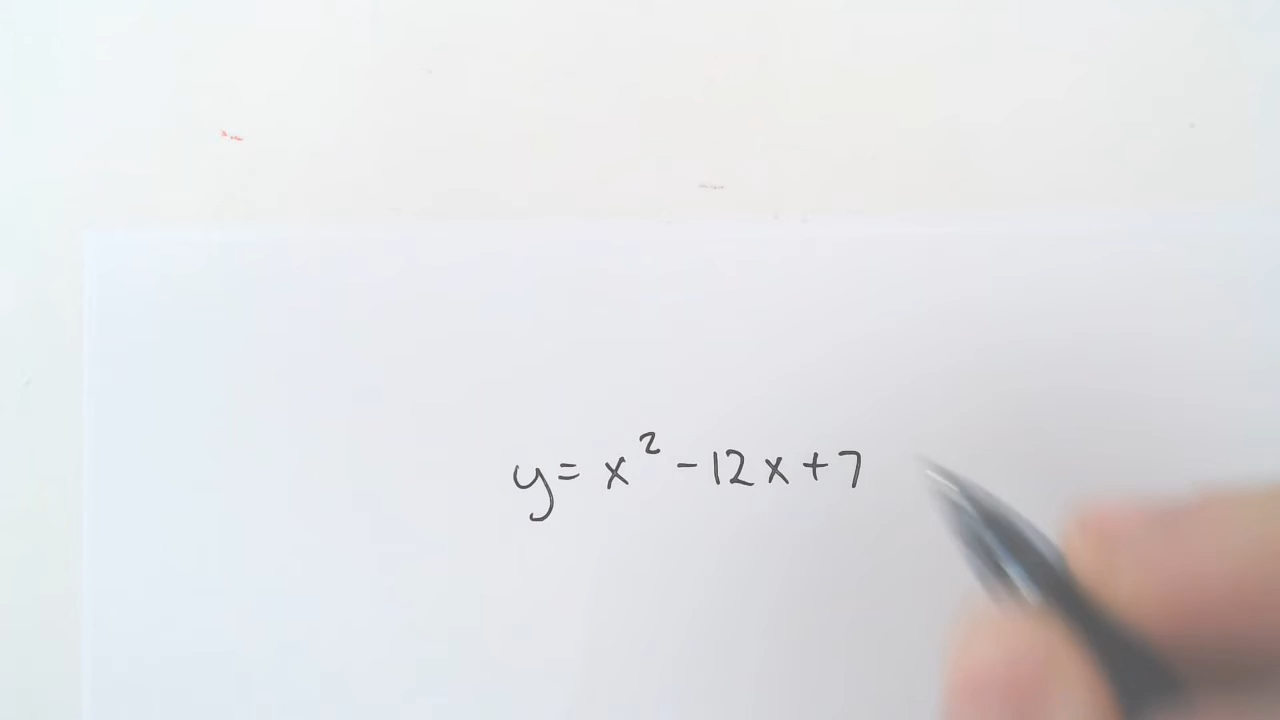 y = x² - 12x + 7